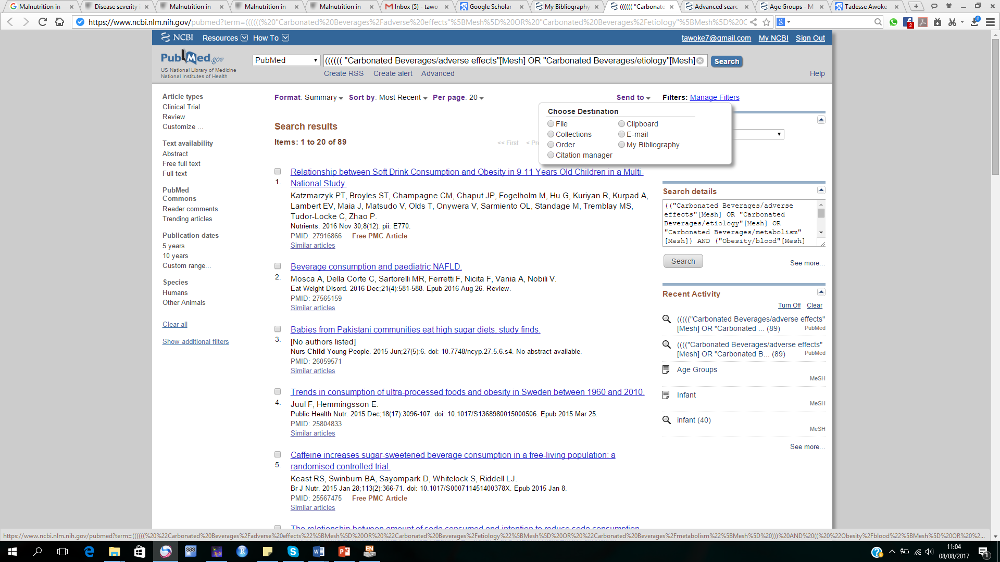 Malnutrition in
Disease severity i
Malnutrition in
Malnutrition in
Malnutrition in
Inbox (5) - tawo
Google Scholar
My Bibliography
(((((( "Carbonate
Advanced searc
Age Groups - M
Tadesse Awoke
https://www.ncbi.nlm.nih.gov/pubmed?term=((((((%20"Carbonated%20Beverages%2Fadverse%20effects"%5BMesh%5D%20OR%20"Carbonated%20Beverages%2Fetiology"%5BMesh%5D%20O
2
6
NCBI Resources How To
tawoke7@gmail.com My NCBI Sign Out
PubMed.gov
US National Library of Medicine
National Institutes of Health
PubMed
(((((( "Carbonated Beverages/adverse effects"[Mesh] OR "Carbonated Beverages/etiology"[Mesh]
Search
Create RSS Create alert Advanced
Help
Article types
Clinical Trial
Review
Customize ...
Text availability
Abstract
Free full text
Full text
PubMed
Commons
Reader comments
Trending articles
Publication dates
5 years
10 years
Custom range...
Species
Humans
Other Animals
Clear all
Show additional filters
Format: Summary Sort by: Most Recent Per page: 20
Send to
Choose Destination
File
Clipboard
Collections
E-mail
Order
My Bibliography
Citation manager
Search results
Items: 1 to 20 of 89
<< First < Pr
Relationship between Soft Drink Consumption and Obesity in 9-11 Years Old Children in a Multi-
1. National Study.
Katzmarzyk PT, Broyles ST, Champagne CM, Chaput JP, Fogelholm M, Hu G, Kuriyan R, Kurpad A,
Lambert EV, Maia J, Matsudo V, Olds T, Onywera V, Sarmiento OL, Standage M, Tremblay MS,
Tudor-Locke C, Zhao P.
Nutrients. 2016 Nov 30;8(12). pii: E770.
PMID: 27916866 Free PMC Article
Similar articles
Beverage consumption and paediatric NAFLD.
2. Mosca A, Della Corte C, Sartorelli MR, Ferretti F, Nicita F, Vania A, Nobili V.
Eat Weight Disord. 2016 Dec;21(4):581-588. Epub 2016 Aug 26. Review.
PMID: 27565159
Similar articles
Babies from Pakistani communities eat high sugar diets, study finds.
3. [No authors listed]
Nurs Child Young People. 2015 Jun;27(5):6. doi: 10.7748/ncyp.27.5.6.s4. No abstract available.
PMID: 26059571
Similar articles
Trends in consumption of ultra-processed foods and obesity in Sweden between 1960 and 2010.
4. Juul F, Hemmingsson E.
Public Health Nutr. 2015 Dec;18(17):3096-107. doi: 10.1017/S1368980015000506. Epub 2015 Mar 25.
PMID: 25804833
Similar articles
Caffeine increases sugar-sweetened beverage consumption in a free-living population: a
5. randomised controlled trial.
Keast RS, Swinburn BA, Sayompark D, Whitelock S, Riddell LJ.
Br J Nutr. 2015 Jan 28;113(2):366-71. doi: 10.1017/S000711451400378X. Epub 2015 Jan 8.
PMID: 25567475 Free PMC Article
Similar articles
The relationship between amount of soda consumed and intention to reduce soda consumption
Filters: Manage Filters
Search details
(("Carbonated Beverages/adverse
effects"[Mesh] OR "Carbonated
Beverages/etiology"[Mesh] OR
"Carbonated Beverages/metabolism"
[Mesh]) AND ("Obesity/blood"[Mesh]
Search
See more...
Recent Activity
Turn Off Clear
((((("Carbonated Beverages/adverse effects"
[Mesh] OR "Carbonated ... (89) PubMed
(((("Carbonated Beverages/adverse effects"
[Mesh] OR "Carbonated B... (89) PubMed
Age Groups
MeSH
Infant
MeSH
infant (40)
MeSH
See more...
https://www.ncbi.nlm.nih.gov/pubmed?term=((((((%20%22Carbonated%20Beverages%2Fadverse%20effects%22%5BMesh%5D%20OR%20%22Carbonated%20Beverages%2Fetiology%22%5BMesh%5D%20OR%20%22Carbonated%20Beverages%2Fmetabolism%22%5BMesh%5D%20)))%20AND%20((%20%22Obesity%2Fblood%22%5BMesh%5D%20OR%20%2...
11:04
08/08/2017
1